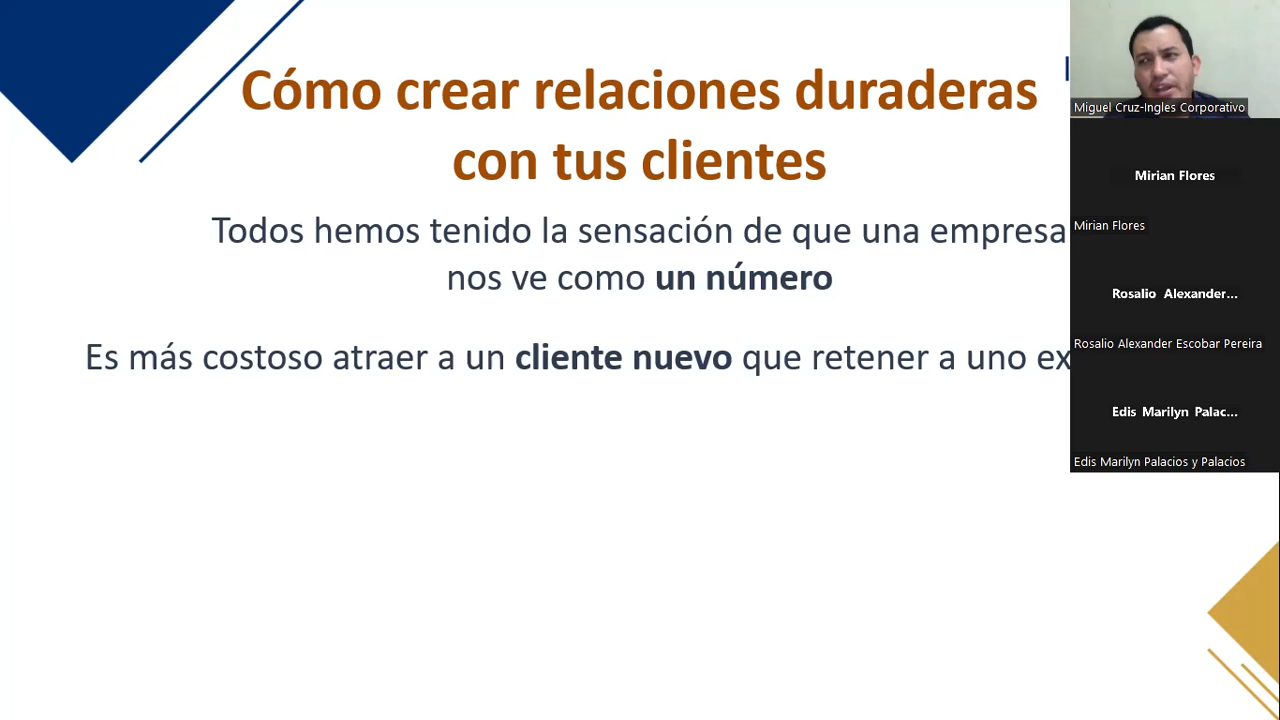 Cómo crear relaciones duraderas
con tus clientes
Todos hemos tenido la sensación de que una empresa
nos ve como un número
Es más costoso atraer a un cliente nuevo que retener a uno ex
Miguel Cruz-Ingles Corporativo
Mirian Flores
Mirian Flores
Rosalio Alexander...
Rosalio Alexander Escobar Pereira
Edis Marilyn Palac...
Edis Marilyn Palacios y Palacios